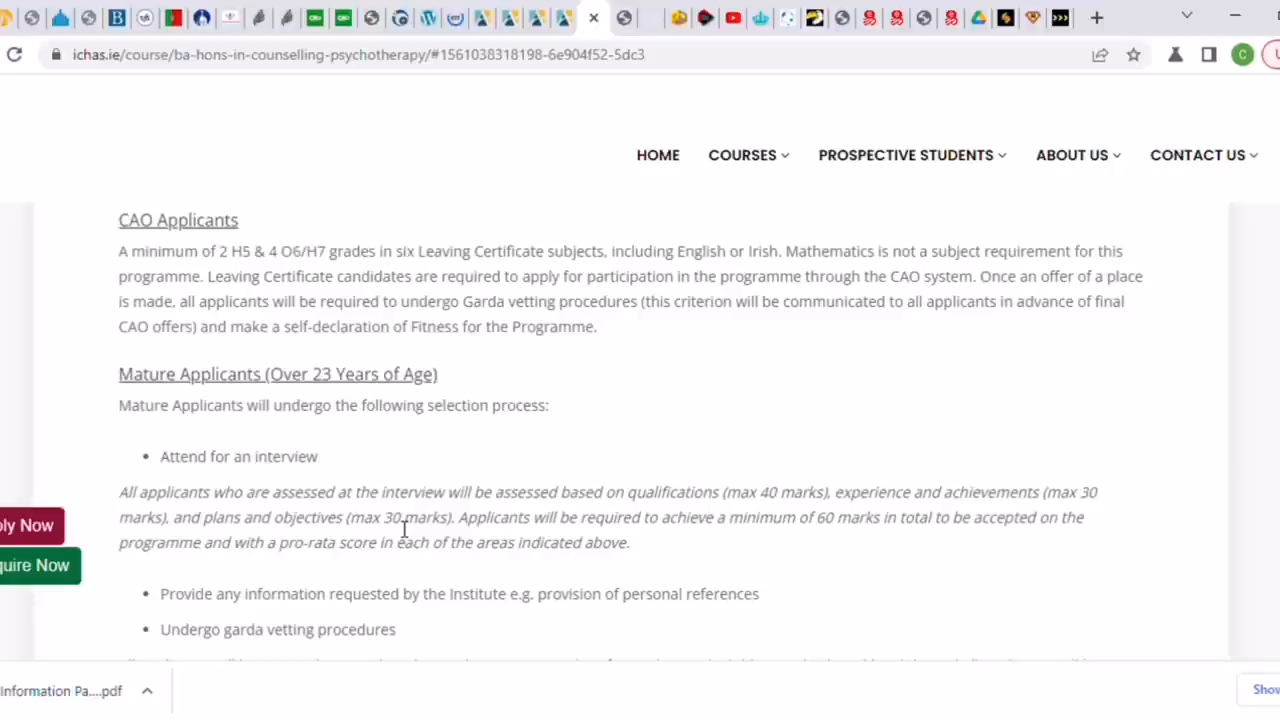 ichas.ie/course/ba-hons-in-counselling-psychotherapy/#1561038318198-6e904f52-5dc3
HOME COURSES PROSPECTIVE STUDENTS ABOUT US CONTACT US
CAO Applicants
A minimum of 2 H5 & 4 O6/H7 grades in six Leaving Certificate subjects, including English or Irish. Mathematics is not a subject requirement for this
programme. Leaving Certificate candidates are required to apply for participation in the programme through the CAO system. Once an offer of a place
is made, all applicants will be required to undergo Garda vetting procedures (this criterion will be communicated to all applicants in advance of final
CAO offers) and make a self-declaration of Fitness for the Programme.
Mature Applicants (Over 23 Years of Age)
Mature Applicants will undergo the following selection process:
• Attend for an interview
All applicants who are assessed at the interview will be assessed based on qualifications (max 40 marks), experience and achievements (max 30
marks), and plans and objectives (max 30 marks). Applicants will be required to achieve a minimum of 60 marks in total to be accepted on the
programme and with a pro-rata score in each of the areas indicated above.
ply Now
quire Now
• Provide any information requested by the Institute e.g. provision of personal references
• Undergo garda vetting procedures
Information Pa....pdf
Show